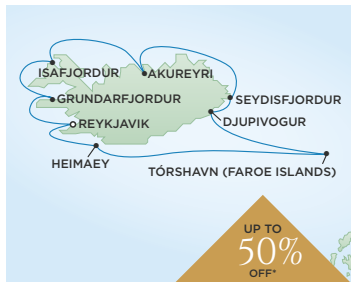 ISAFJORDUR
AKUREYRI
GRUNDARFJORDUR
SEYDISFJORDUR
REYKJAVIK
DJUPIVOGUR
HEIMAEY
TÓRSHAVN (FAROE ISLANDS)
UP TO
50%
OFF*